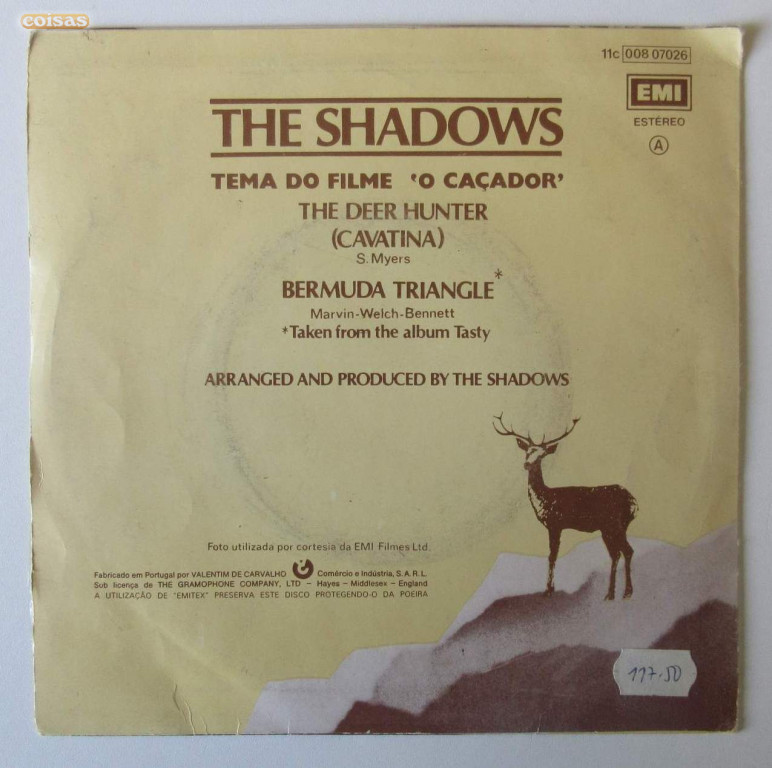 coisas
11c 008 07026
EMI
ESTÉREO
A
THE SHADOWS
TEMA DO FILME 'O CAÇADOR'
THE DEER HUNTER
(CAVATINA)
S. Myers
BERMUDA TRIANGLE*
Marvin-Welch-Bennett
*Taken from the album Tasty
ARRANGED AND PRODUCED BY THE SHADOWS
Foto utilizada por cortesia da EMI Filmes Ltd.
Fabricado em Portugal por VALENTIM DE CARVALHO Comércio e Indústria, S.A.R.L.
Sub licença de THE GRAMOPHONE COMPANY, LTD – Hayes – Middlesex – England
A UTILIZAÇÃO DE "EMITEX" PRESERVA ESTE DISCO PROTEGENDO-O DA POEIRA
117.50